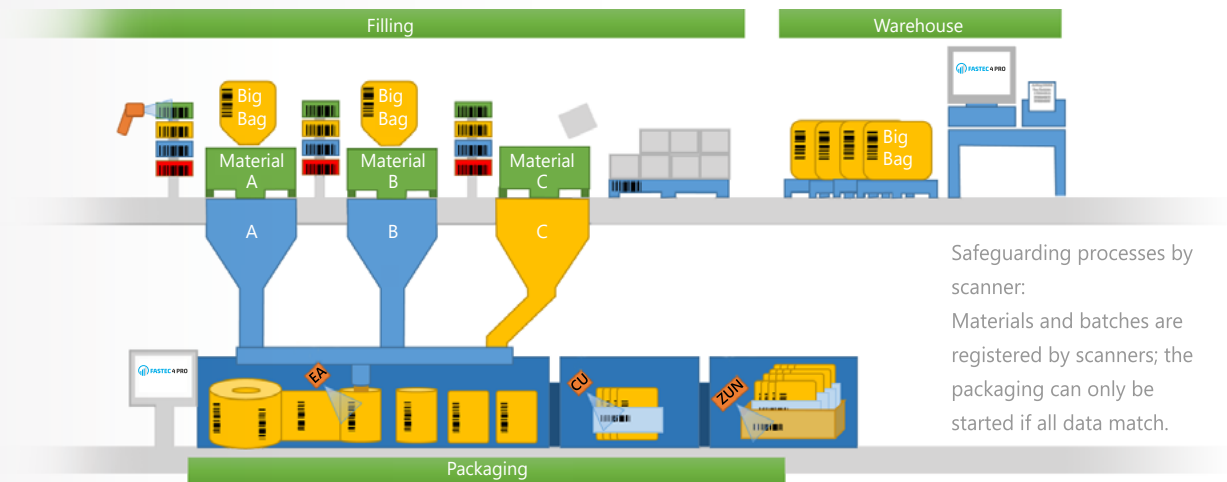 Filling
Warehouse
FASTEC 4 PRO
Big
Bag
Big
Bag
Big
Bag
Material
A
Material
B
Material
C
A
B
C
Safeguarding processes by
scanner:
Materials and batches are
registered by scanners; the
packaging can only be
started if all data match.
FASTEC 4 PRO
EA
CU
ZUN
Packaging